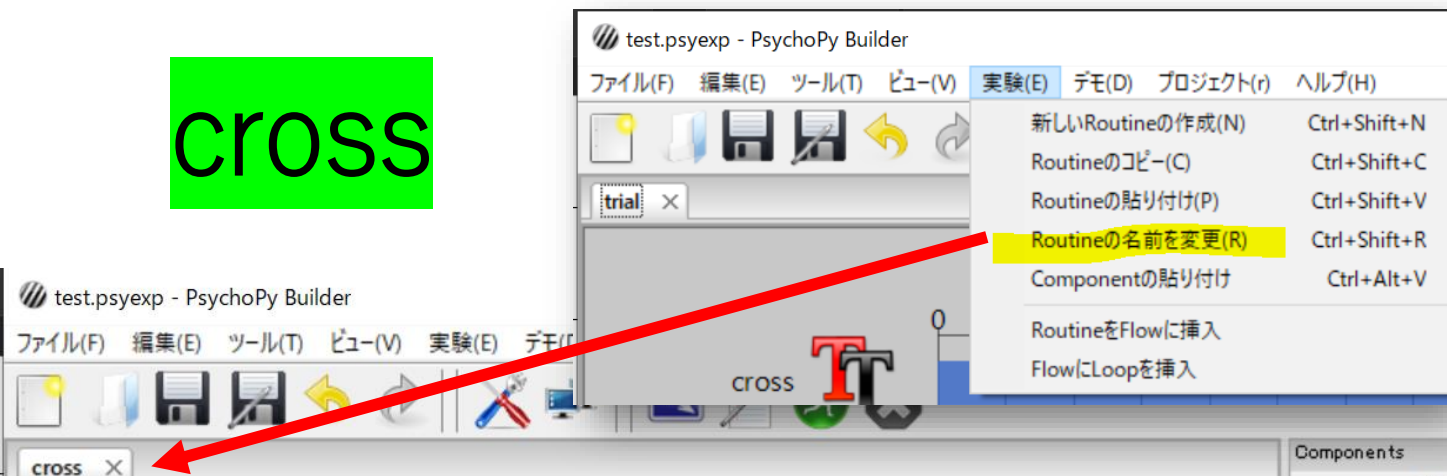 cross
test.psyexp - PsychoPy Builder
ファイル(F) 編集(E) ツール(T) ビュー(V) 実験(E) デモ(D) プロジェクト(r) ヘルプ(H)
新しいRoutineの作成(N) Ctrl+Shift+N
Routineのコピー(C) Ctrl+Shift+C
Routineの貼り付け(P) Ctrl+Shift+V
Routineの名前を変更(R) Ctrl+Shift+R
Componentの貼り付け Ctrl+Alt+V
RoutineをFlowに挿入
FlowにLoopを挿入
trial
0
cross
test.psyexp - PsychoPy Builder
ファイル(F) 編集(E) ツール(T) ビュー(V) 実験(E) デモ(
cross
Components